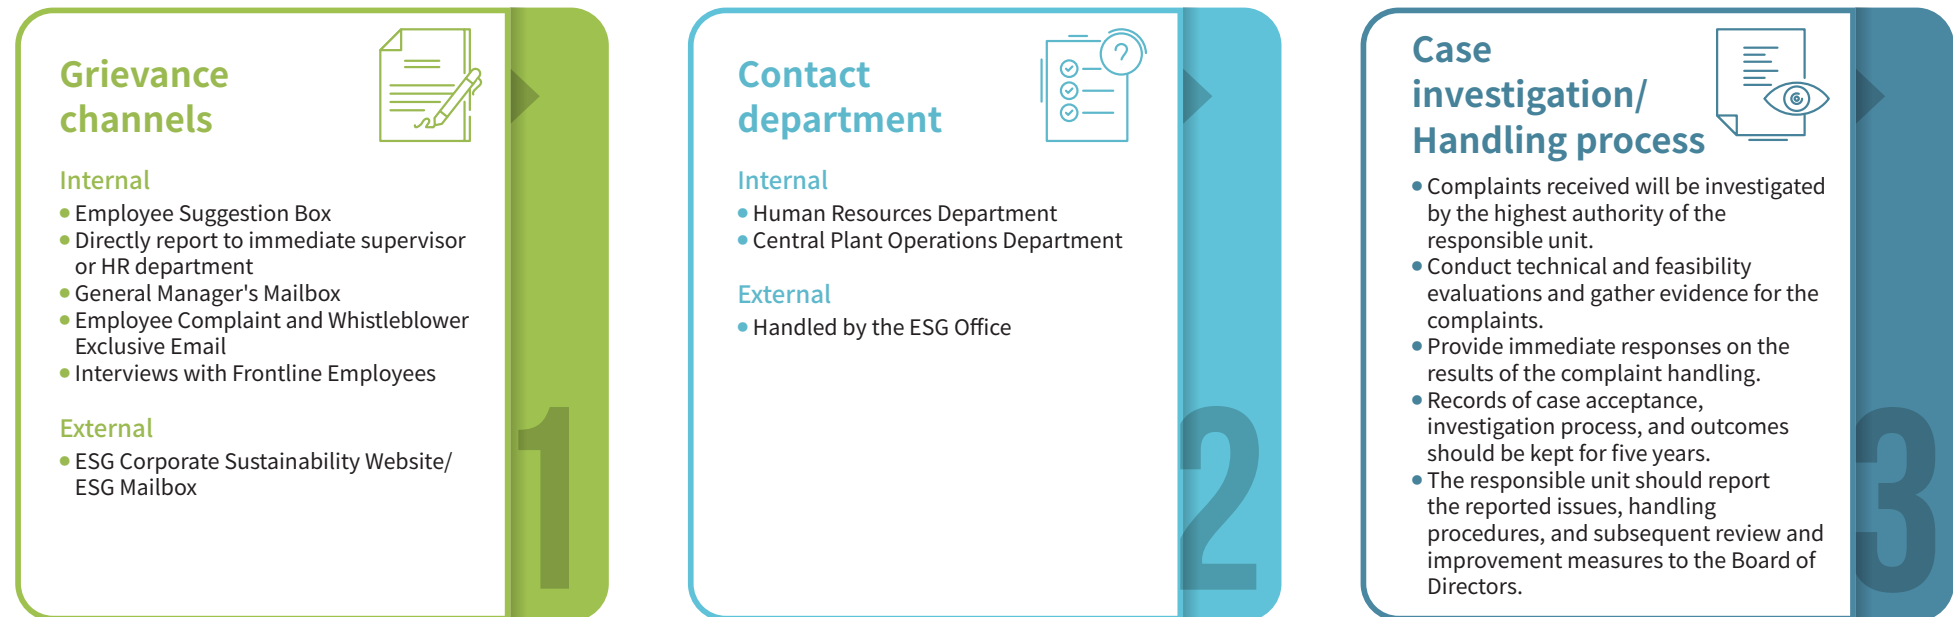 Grievance
channels
Internal
• Employee Suggestion Box
• Directly report to immediate supervisor
or HR department
• General Manager's Mailbox
• Employee Complaint and Whistleblower
Exclusive Email
• Interviews with Frontline Employees
External
• ESG Corporate Sustainability Website/
ESG Mailbox
1
Contact
department
Internal
• Human Resources Department
• Central Plant Operations Department
External
• Handled by the ESG Office
2
Case
investigation/
Handling process
• Complaints received will be investigated
by the highest authority of the
responsible unit.
• Conduct technical and feasibility
evaluations and gather evidence for the
complaints.
• Provide immediate responses on the
results of the complaint handling.
• Records of case acceptance,
investigation process, and outcomes
should be kept for five years.
• The responsible unit should report
the reported issues, handling
procedures, and subsequent review and
improvement measures to the Board of
Directors.
3